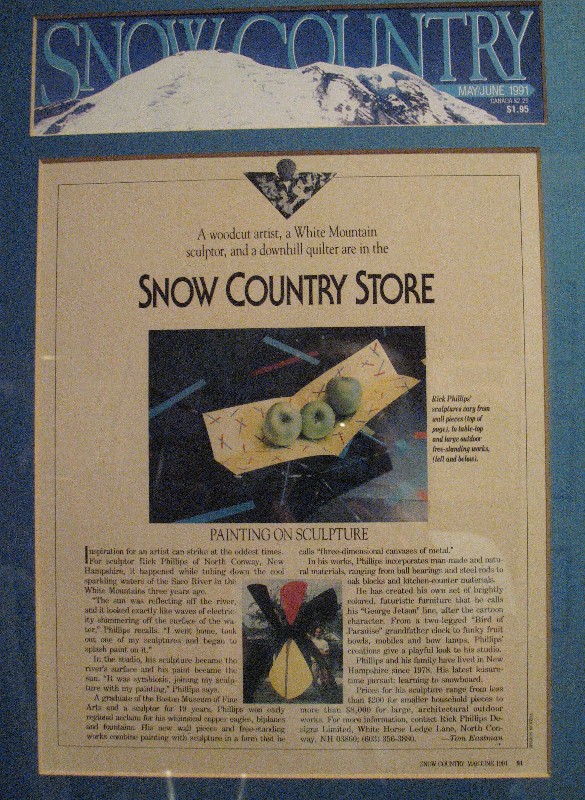 SNOW COUNTRY
MAY/JUNE 1991
CANADA $2.25
$1.95
A woodcut artist, a White Mountain
sculptor, and a downhill quilter are in the
SNOW COUNTRY STORE
Rick Phillips'
sculptures vary from
wall pieces (top of
page), to table-top
and large outdoor
free-standing works,
(left and below).
PAINTING ON SCULPTURE
Inspiration for an artist can strike at the oddest times.
For sculptor Rick Phillips of North Conway, New
Hampshire, it happened while tubing down the cool
sparkling waters of the Saco River in the
White Mountains three years ago.
"The sun was reflecting off the river,
and it looked exactly like waves of electric-
ity shimmering off the surface of the wa-
ter," Phillips recalls. "I went home, took
out one of my sculptures and began to
splash paint on it."
In the studio, his sculpture became the
river's surface and his paint became the
sun. "It was symbiotic, joining my sculp-
ture with my painting," Phillips says.
A graduate of the Boston Museum of Fine
Arts and a sculptor for 19 years, Phillips won early
regional acclaim for his whimsical copper eagles, biplanes
and fountains. His new wall pieces and free-standing
works combine painting with sculpture in a form that he
calls "three-dimensional canvases of metal."
In his works, Phillips incorporates man-made and natu-
ral materials, ranging from ball bearings and steel rods to
oak blocks and kitchen-counter materials.
He has created his own set of brightly
colored, futuristic furniture that he calls
his "George Jetson" line, after the cartoon
character. From a two-legged "Bird of
Paradise" grandfather clock to funky fruit
bowls, mobiles and bow lamps, Phillips'
creations give a playful look to his studio.
Phillips and his family have lived in New
Hampshire since 1978. His latest leisure-
time pursuit: learning to snowboard.
Prices for his sculpture range from less
than $200 for smaller household pieces to
more than $8,000 for large, architectural outdoor
works. For more information, contact Rick Phillips De-
signs Limited, White Horse Ledge Lane, North Con-
way, NH 03860; (603) 356-3880. —Tom Eastman
SNOW COUNTRY MAY/JUNE 1991 91